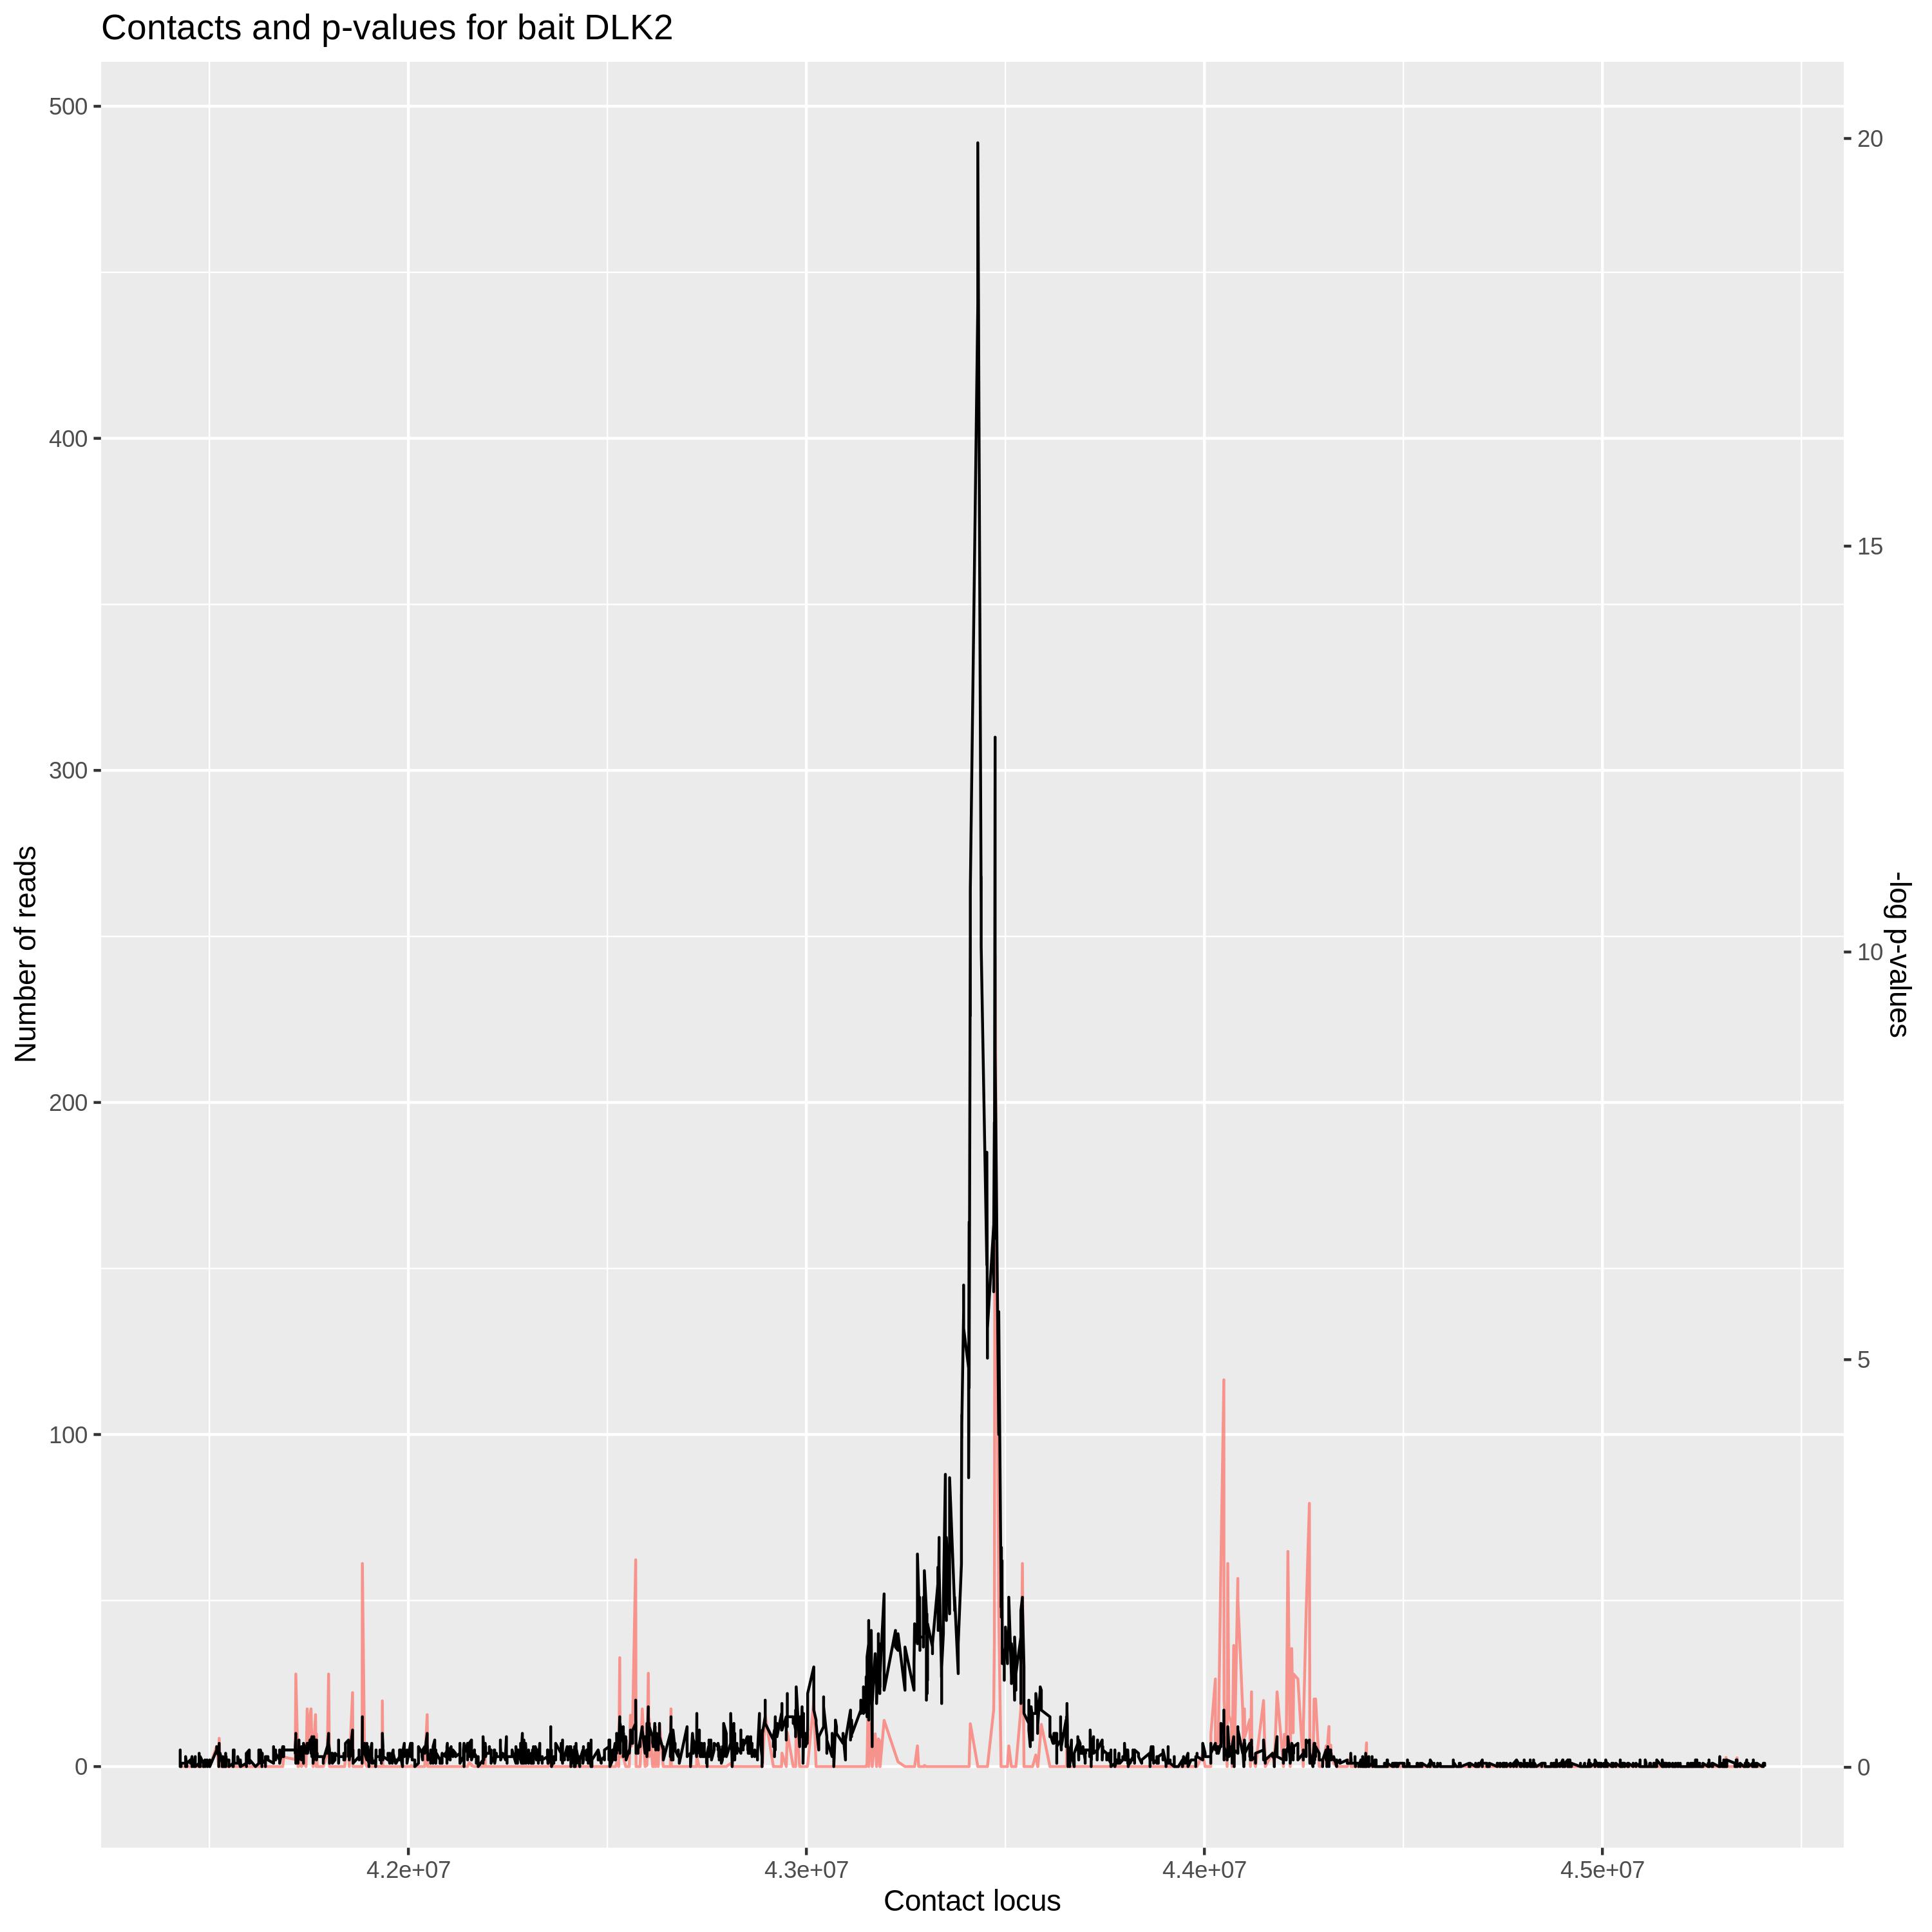 Contacts and p-values for bait DLK2
500
400
300
200
100
0
Number of reads
20
15
10
5
0
-log p-values
4.2e+07
4.3e+07
4.4e+07
4.5e+07
Contact locus